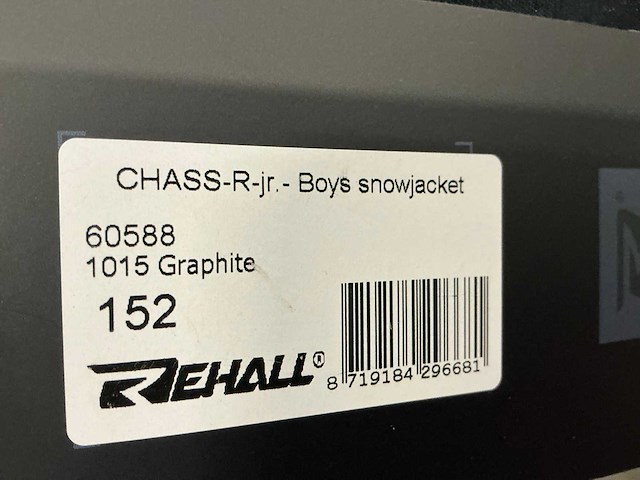 CHASS-R-jr.- Boys snowjacket
60588
1015 Graphite
152
REHALL®
8 719184 296681